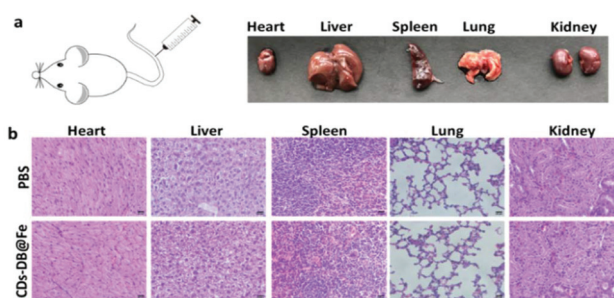 a
Heart Liver Spleen Lung Kidney
b
Heart Liver Spleen Lung Kidney
PBS
CDs-DB@Fe